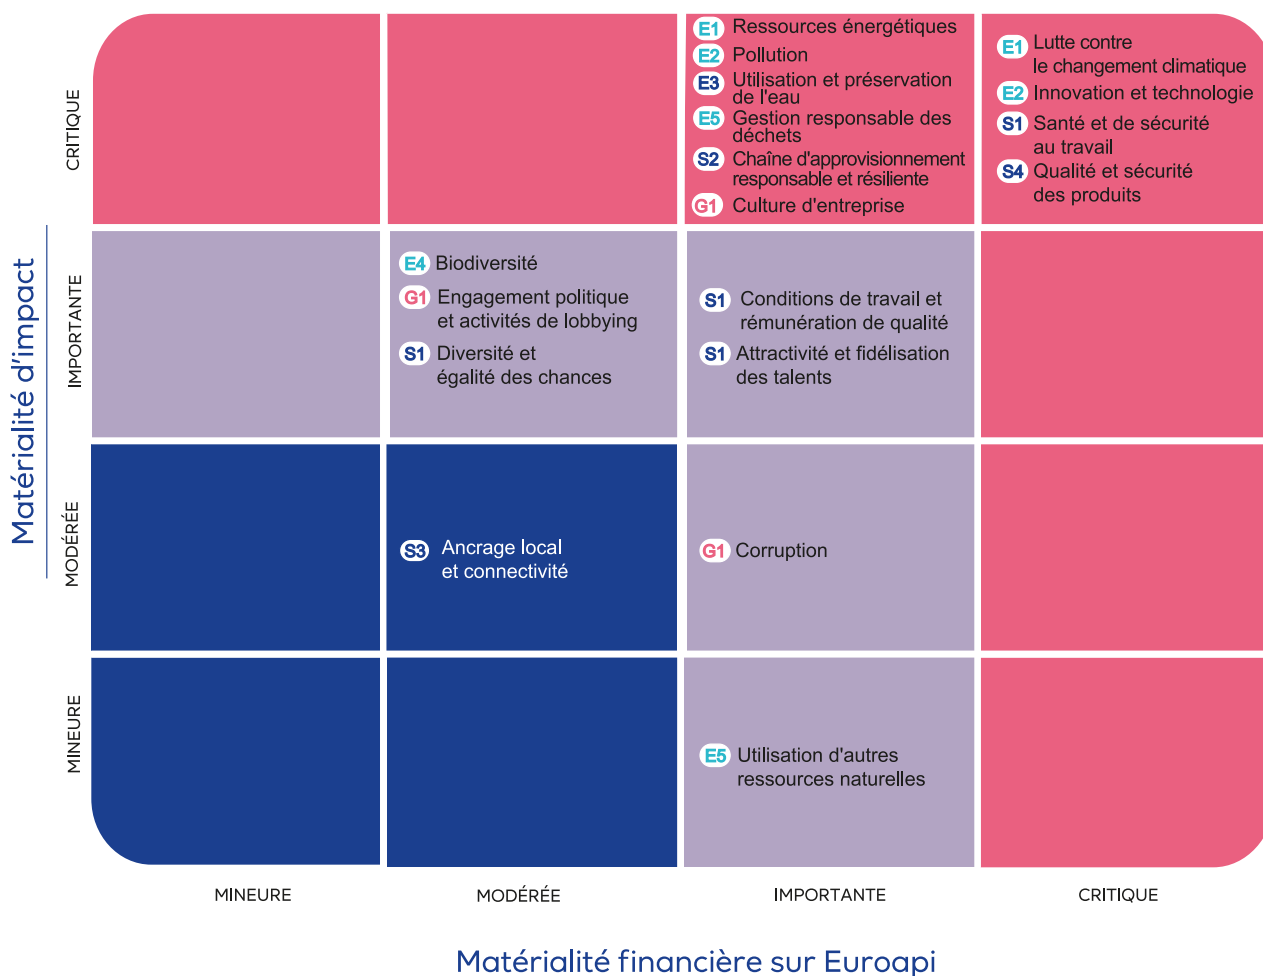 Matérialité d'impact
CRITIQUE
E1 Ressources énergétiques
E2 Pollution
E3 Utilisation et préservation
de l'eau
E5 Gestion responsable des
déchets
S2 Chaîne d'approvisionnement
responsable et résiliente
G1 Culture d'entreprise
E1 Lutte contre
le changement climatique
E2 Innovation et technologie
S1 Santé et de sécurité
au travail
S4 Qualité et sécurité
des produits
IMPORTANTE
E4 Biodiversité
G1 Engagement politique
et activités de lobbying
S1 Diversité et
égalité des chances
S1 Conditions de travail et
rémunération de qualité
S1 Attractivité et fidélisation
des talents
MODÉRÉE
S3 Ancrage local
et connectivité
G1 Corruption
MINEURE
E5 Utilisation d'autres
ressources naturelles
MINEURE
MODÉRÉE
IMPORTANTE
CRITIQUE
Matérialité financière sur Euroapi